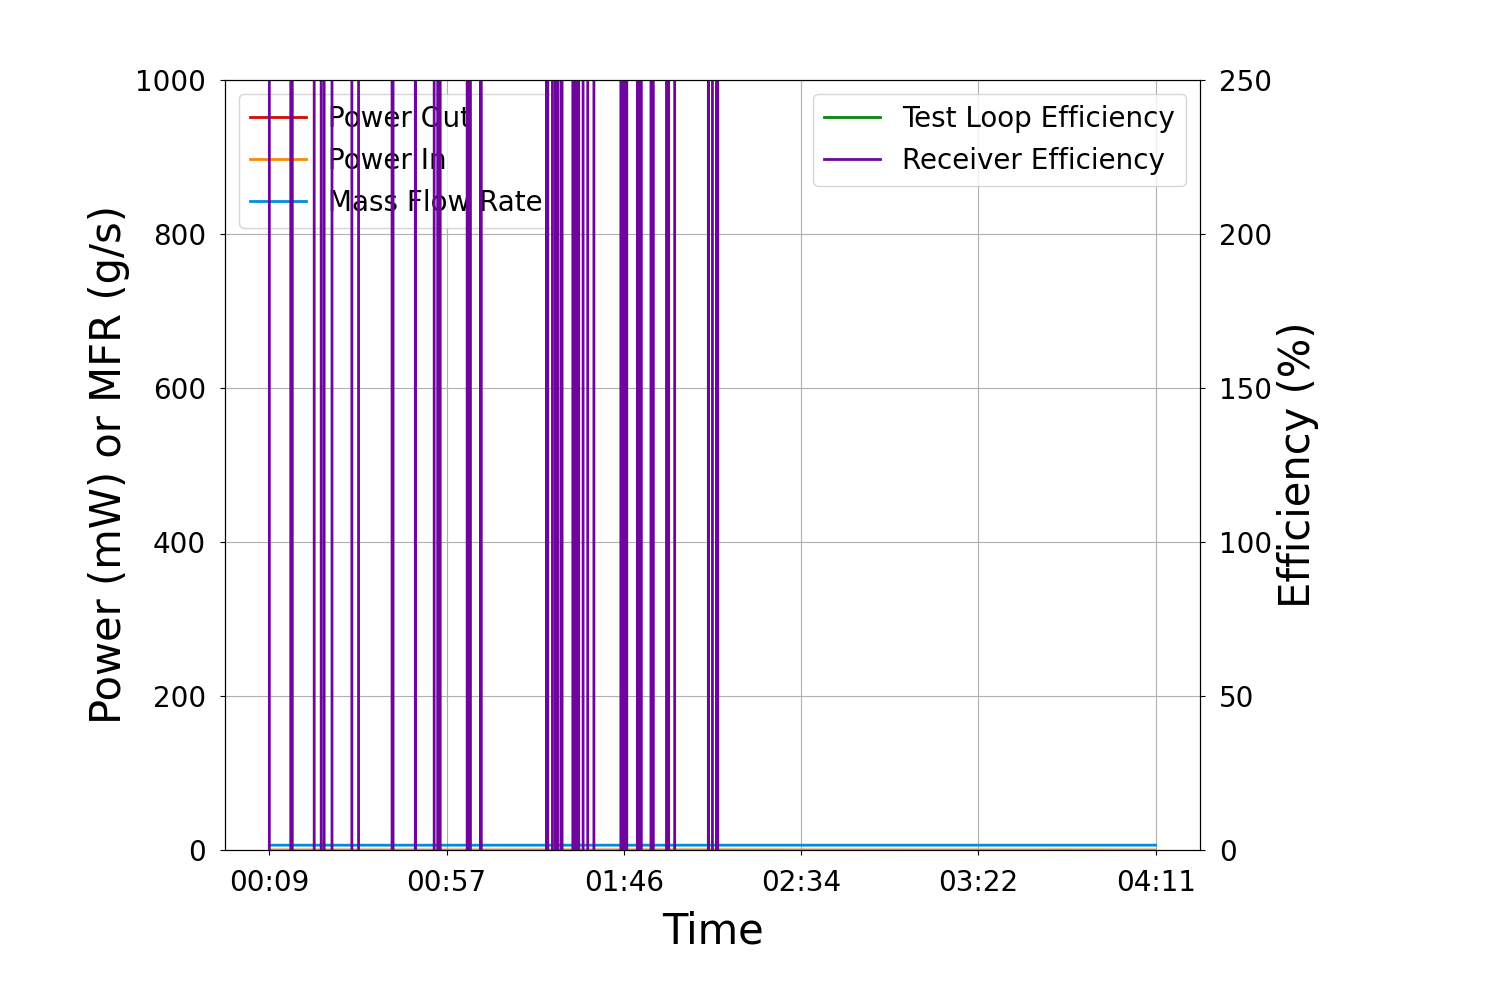 Power (mW) or MFR (g/s)
1000
800
600
400
200
0
Power Out
Power In
Mass Flow Rate
Test Loop Efficiency
Receiver Efficiency
250
200
150
100
50
0
Efficiency (%)
00:09 00:57 01:46 02:34 03:22 04:11
Time